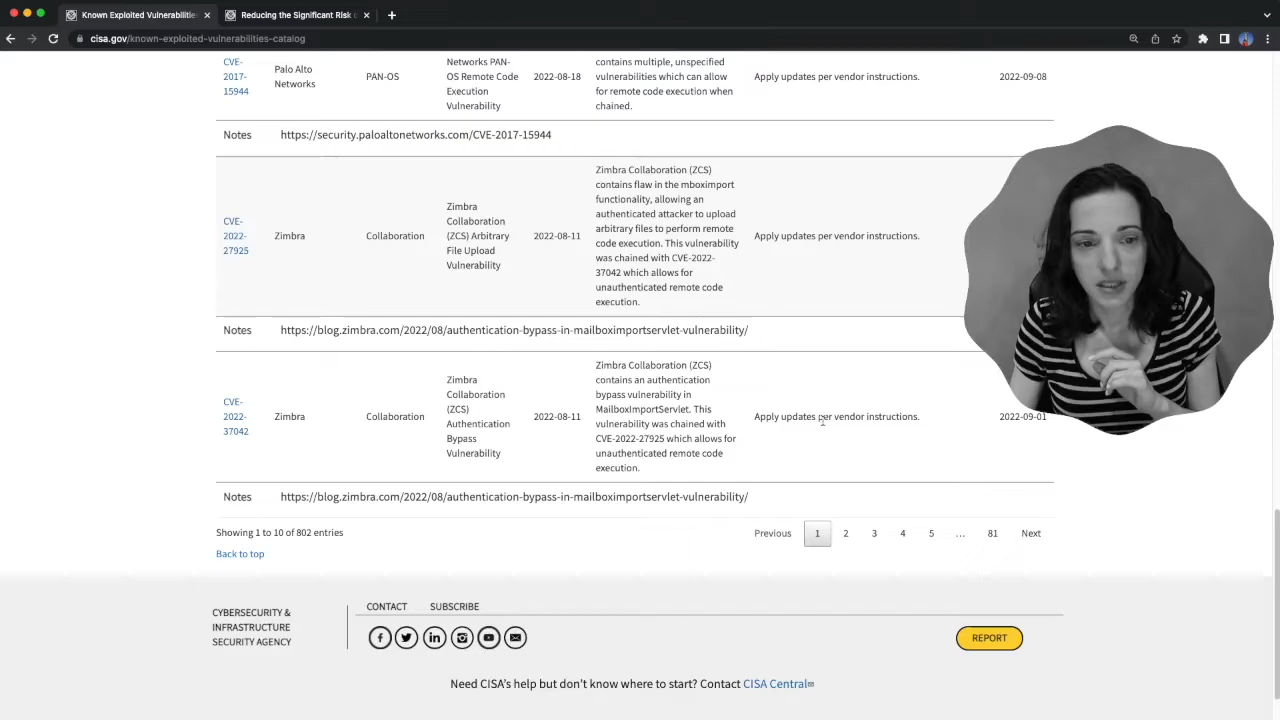 Known Exploited Vulnerabilities
Reducing the Significant Risk o
cisa.gov/known-exploited-vulnerabilities-catalog
CVE-
2017-
15944
Palo Alto
Networks
PAN-OS
Networks PAN-
OS Remote Code
Execution
Vulnerability
2022-08-18
contains multiple, unspecified
vulnerabilities which can allow
for remote code execution when
chained.
Apply updates per vendor instructions.
2022-09-08
Notes
https://security.paloaltonetworks.com/CVE-2017-15944
CVE-
2022-
27925
Zimbra
Collaboration
Zimbra
Collaboration
(ZCS) Arbitrary
File Upload
Vulnerability
2022-08-11
Zimbra Collaboration (ZCS)
contains flaw in the mboximport
functionality, allowing an
authenticated attacker to upload
arbitrary files to perform remote
code execution. This vulnerability
was chained with CVE-2022-
37042 which allows for
unauthenticated remote code
execution.
Apply updates per vendor instructions.
Notes
https://blog.zimbra.com/2022/08/authentication-bypass-in-mailboximportservlet-vulnerability/
CVE-
2022-
37042
Zimbra
Collaboration
Zimbra
Collaboration
(ZCS)
Authentication
Bypass
Vulnerability
2022-08-11
Zimbra Collaboration (ZCS)
contains an authentication
bypass vulnerability in
MailboxImportServlet. This
vulnerability was chained with
CVE-2022-27925 which allows for
unauthenticated remote code
execution.
Apply updates per vendor instructions.
2022-09-01
Notes
https://blog.zimbra.com/2022/08/authentication-bypass-in-mailboximportservlet-vulnerability/
Showing 1 to 10 of 802 entries
Previous 1 2 3 4 5 … 81 Next
Back to top
CYBERSECURITY &
INFRASTRUCTURE
SECURITY AGENCY
CONTACT SUBSCRIBE
REPORT
Need CISA's help but don't know where to start? Contact CISA Central